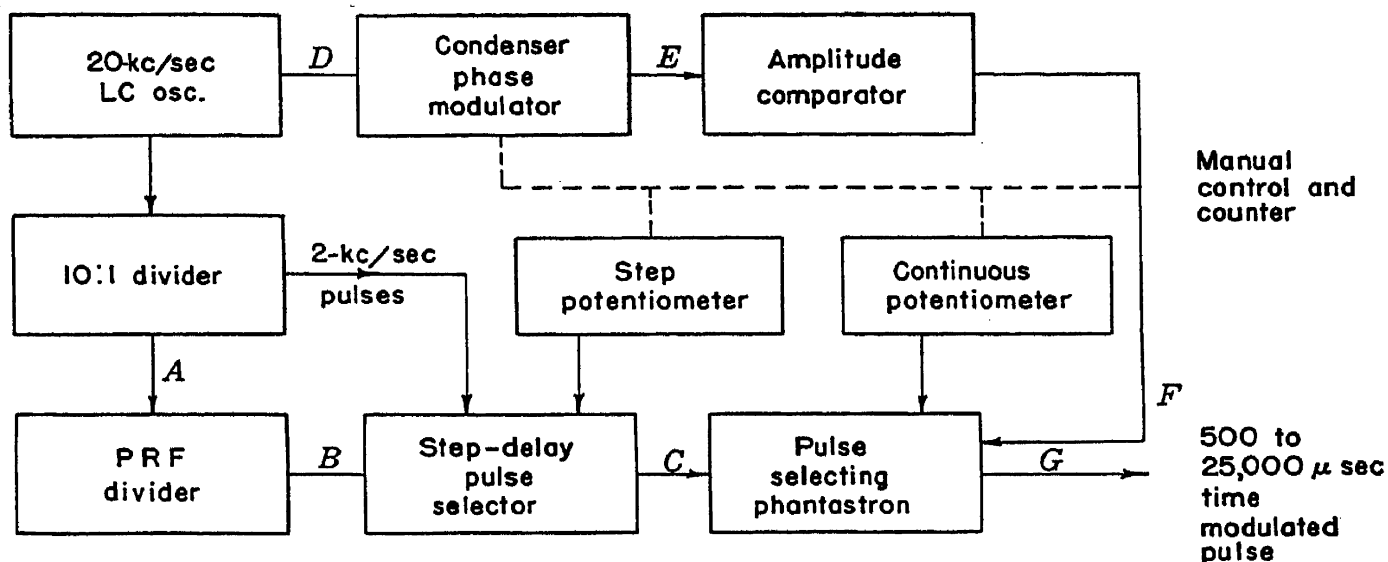 20-kc/sec
LC osc.
D
Condenser
phase
modulator
E
Amplitude
comparator
Manual
control and
counter
10:1 divider
2-kc/sec
pulses
Step
potentiometer
Continuous
potentiometer
A
F
PRF
divider
B
Step-delay
pulse
selector
C
Pulse
selecting
phantastron
G
500 to
25,000 μ sec
time
modulated
pulse